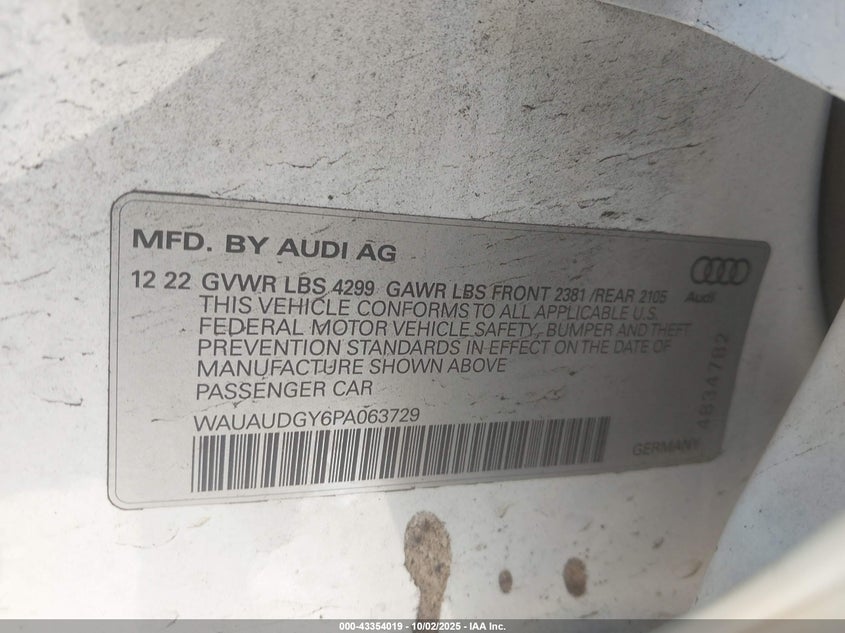 MFD. BY AUDI AG
12 22 GVWR LBS 4299 GAWR LBS FRONT 2381 /REAR 2105
THIS VEHICLE CONFORMS TO ALL APPLICABLE U.S.
FEDERAL MOTOR VEHICLE SAFETY, BUMPER AND THEFT
PREVENTION STANDARDS IN EFFECT ON THE DATE OF
MANUFACTURE SHOWN ABOVE
PASSENGER CAR
WAUAUDGY6PA063729
Audi
4834782
GERMANY
000-43354019 - 10/02/2025 - IAA Inc.